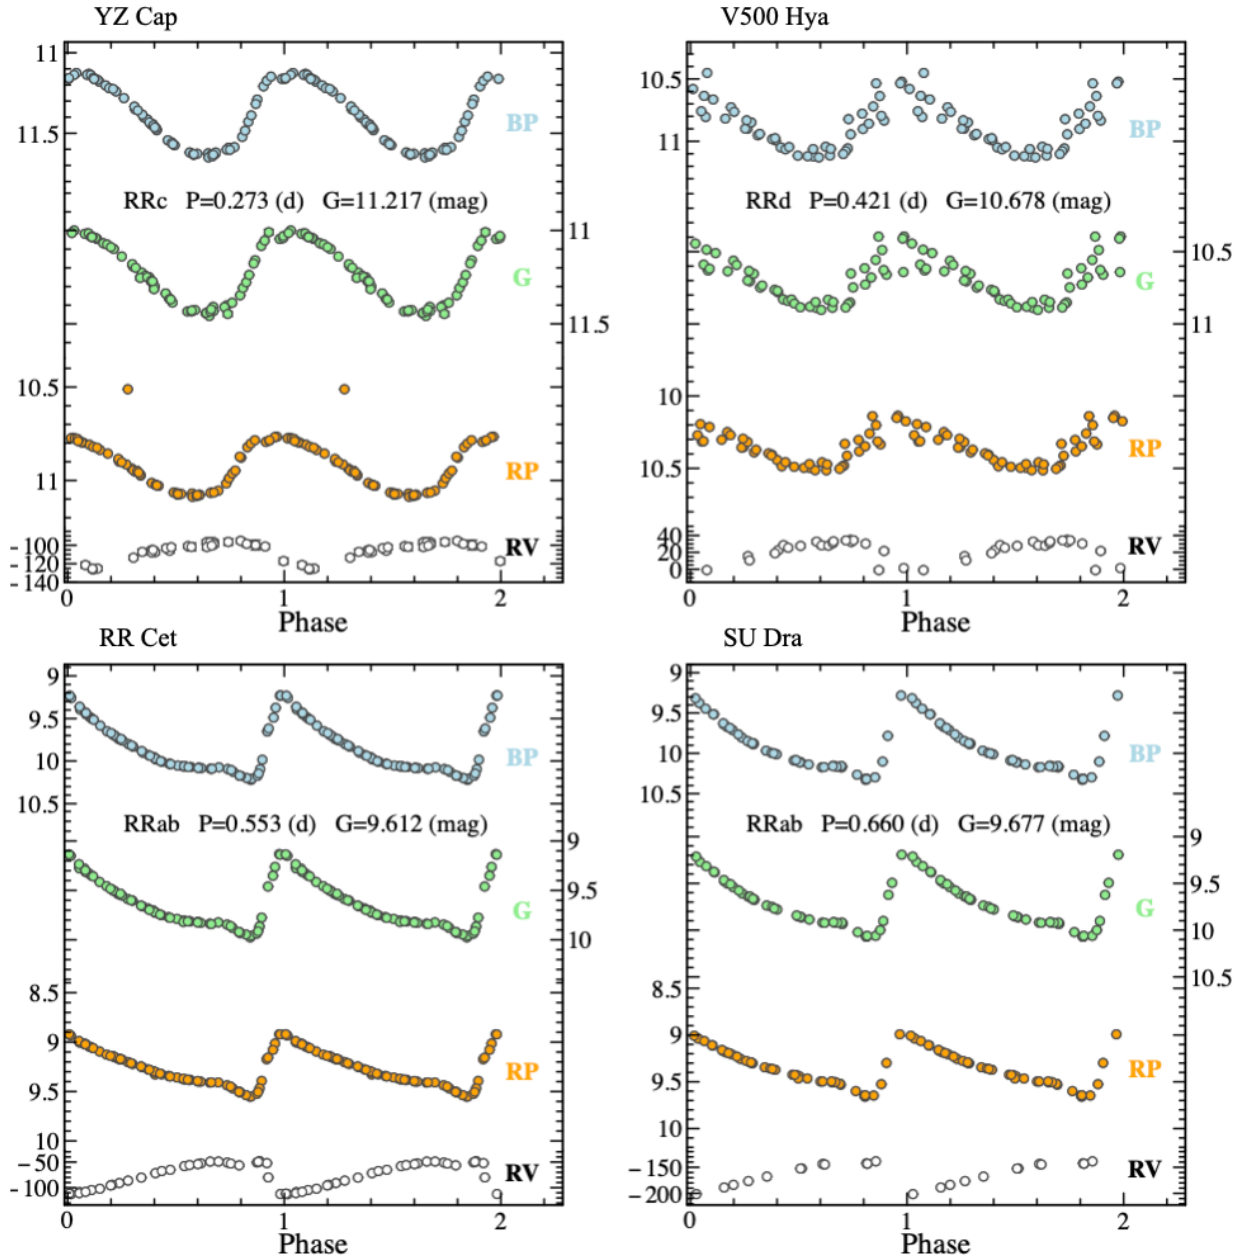 YZ Cap
11
11.5
BP
RRc P=0.273 (d) G=11.217 (mag)
11
G
11.5
10.5
RP
11
-100
-120
-140
RV
0 1 2
Phase
V500 Hya
10.5
11
BP
RRd P=0.421 (d) G=10.678 (mag)
10.5
G
11
10
RP
10.5
40
20
0
RV
0 1 2
Phase
RR Cet
9
9.5
10
10.5
BP
RRab P=0.553 (d) G=9.612 (mag)
9
9.5
G
10
8.5
9
RP
9.5
10
-50
-100
RV
0 1 2
Phase
SU Dra
9
9.5
10
10.5
BP
RRab P=0.660 (d) G=9.677 (mag)
9
9.5
G
10
10.5
8.5
9
RP
9.5
10
-150
-200
RV
0 1 2
Phase